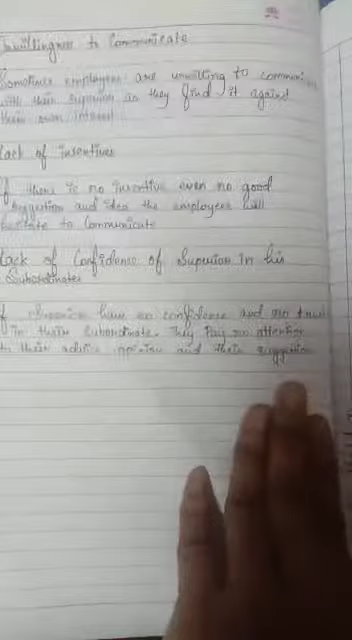 Unwillingness to Communicate
Sometimes employees are unwilling to communi
with their superior as they find it against
their own interest
Lack of incentives
If there is no incentive even no good
suggestion and idea the employees will
hesitate to Communicate
Lack of Confidence of Superior in his
Subordinates
If Superior have no confidence and no trust
in their subordinate. They Pay no attention
to their advice opinion and their suggestion